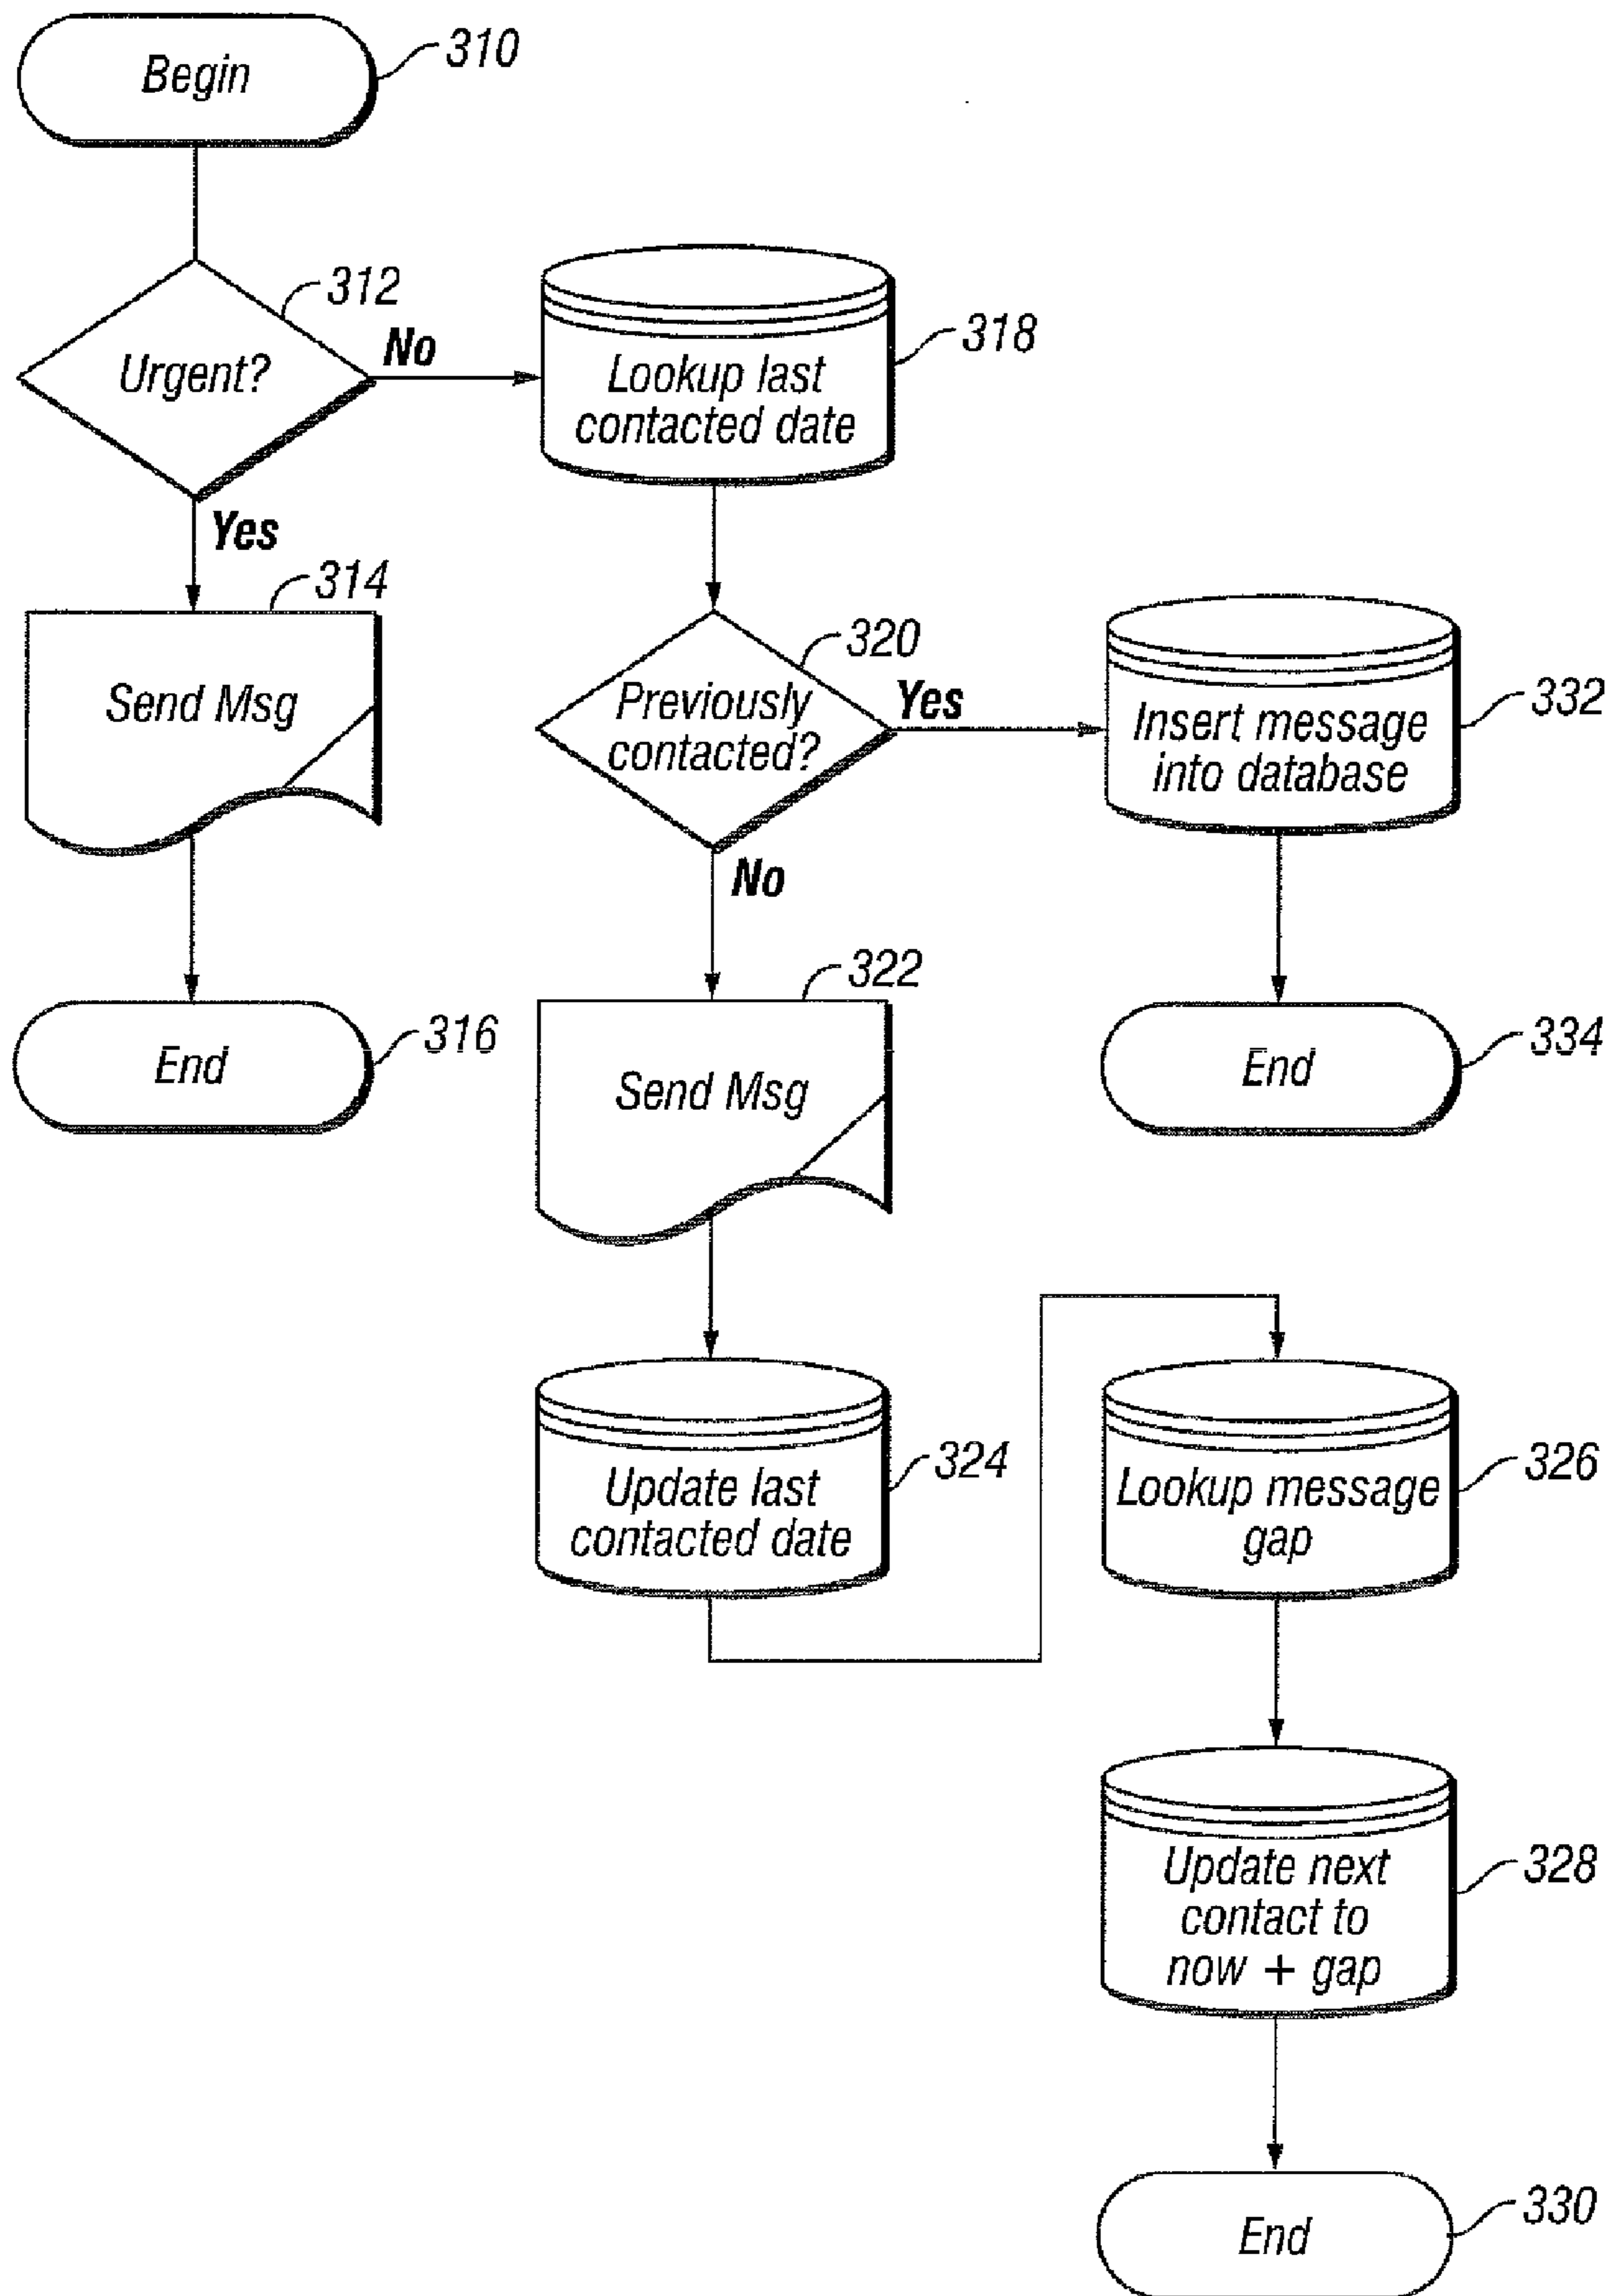 Begin
310
312
Urgent?
No
Yes
Lookup last
contacted date
318
314
Send Msg
End
316
320
Previously
contacted?
Yes
No
Insert message
into database
332
End
334
322
Send Msg
Update last
contacted date
324
Lookup message
gap
326
Update next
contact to
now + gap
328
End
330